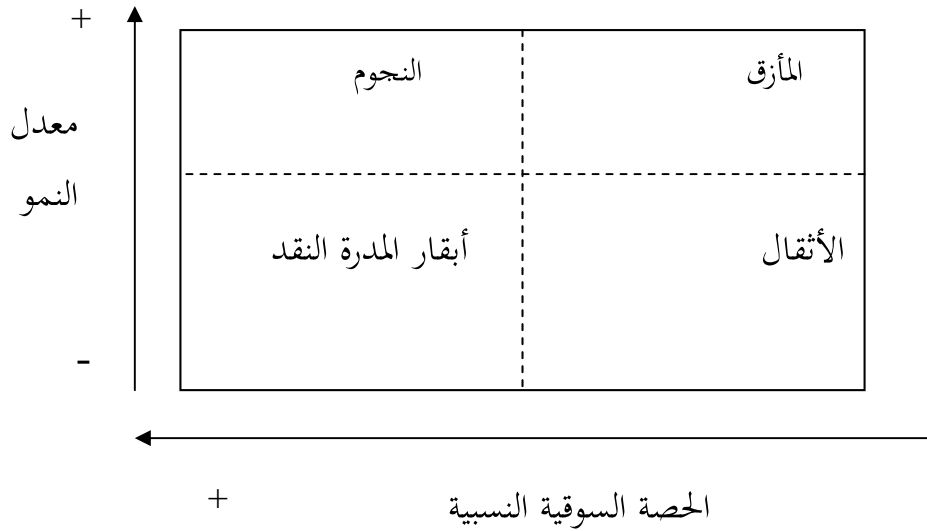 +
المأزق
النجوم
معدل
النمو
الأثقال
أبقار المدرة النقد
-
الحصة السوقية النسبية
+